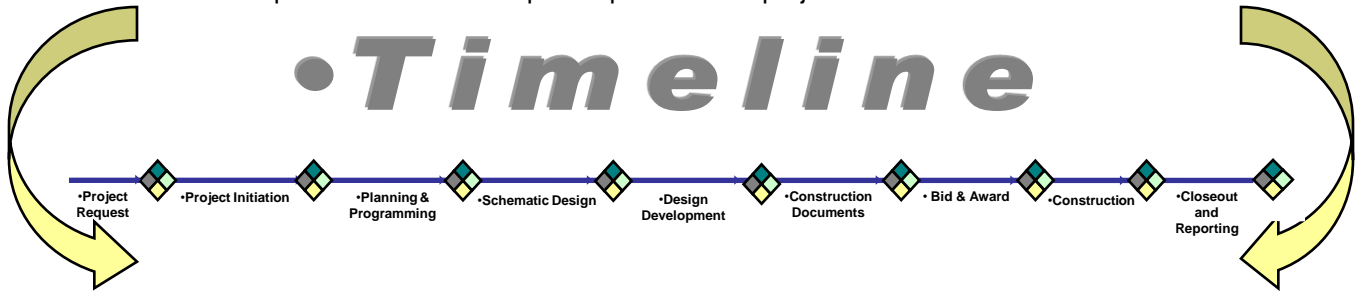 •Timeline
•Project
Request
•Project Initiation
•Planning &
Programming
•Schematic Design
•Design
Development
•Construction
Documents
• Bid & Award
•Construction
•Closeout
and
Reporting